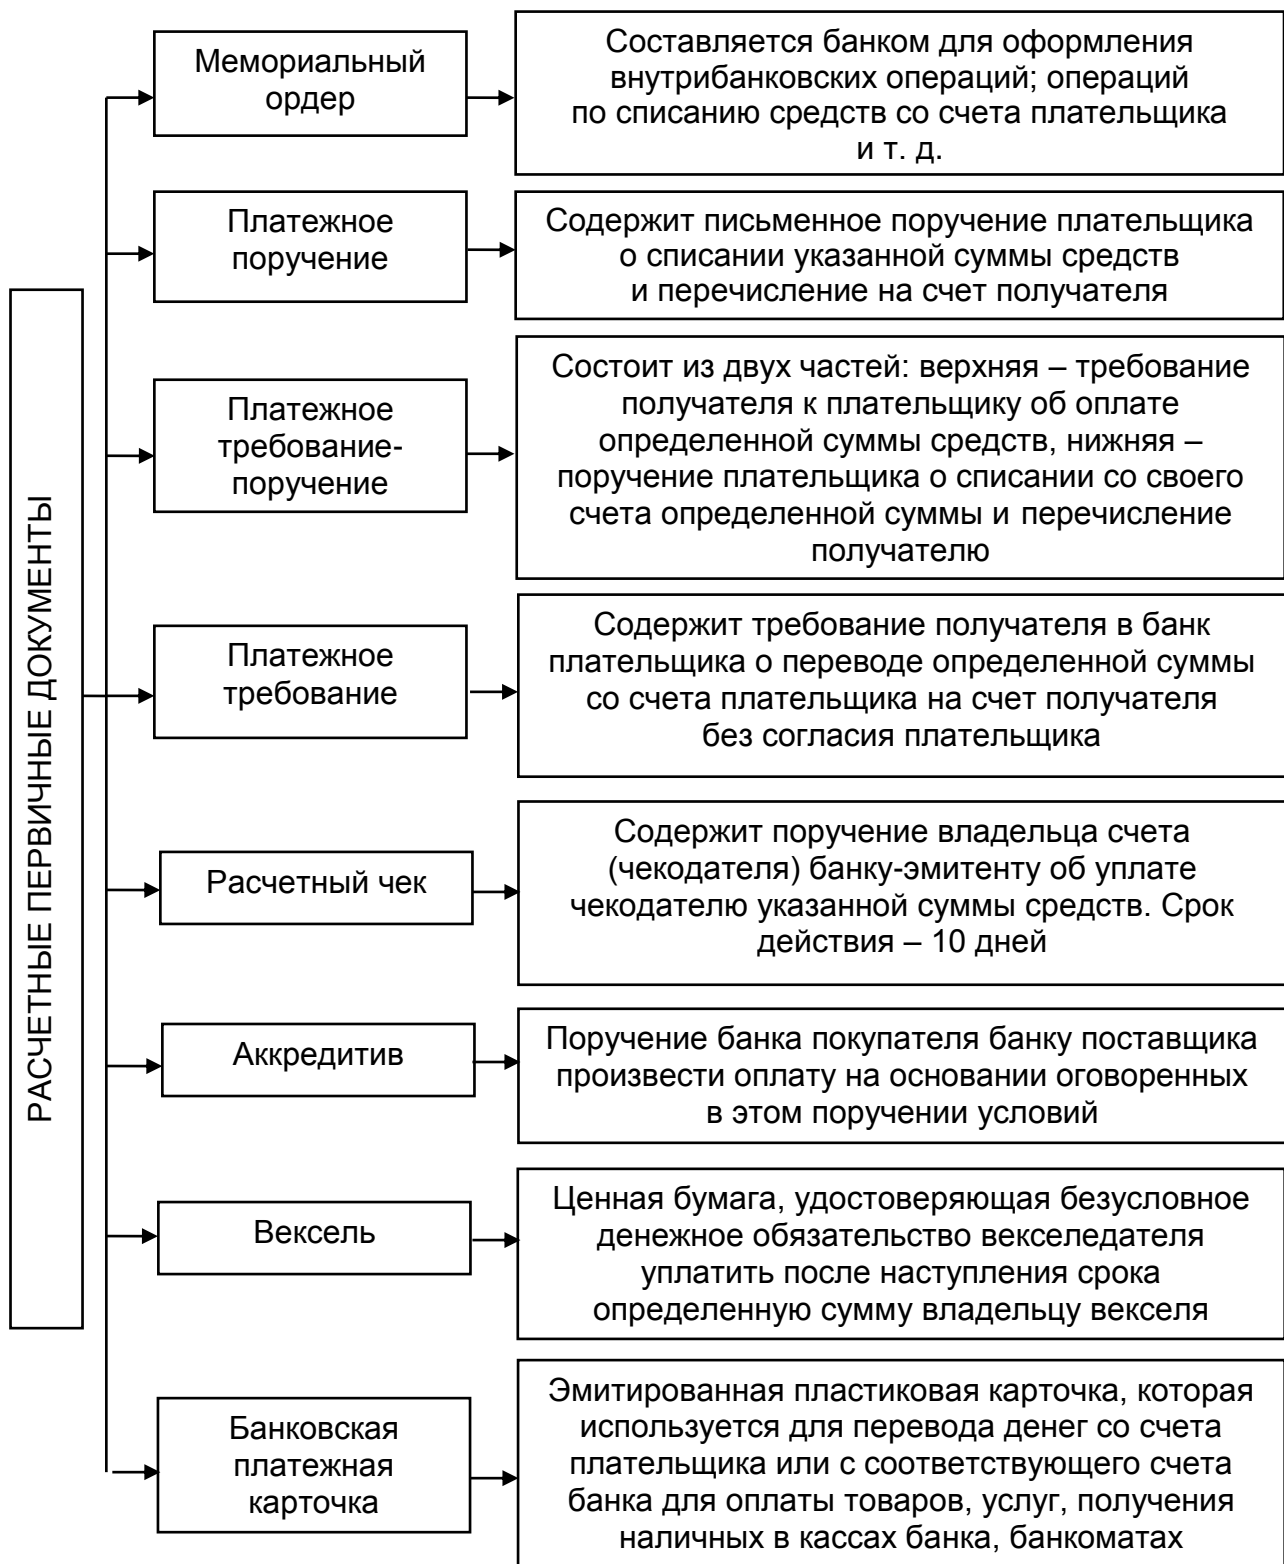 РАСЧЕТНЫЕ ПЕРВИЧНЫЕ ДОКУМЕНТЫ
Мемориальный
ордер
Составляется банком для оформления
внутрибанковских операций; операций
по списанию средств со счета плательщика
и т. д.
Платежное
поручение
Содержит письменное поручение плательщика
о списании указанной суммы средств
и перечисление на счет получателя
Платежное
требование-
поручение
Состоит из двух частей: верхняя – требование
получателя к плательщику об оплате
определенной суммы средств, нижняя –
поручение плательщика о списании со своего
счета определенной суммы и перечисление
получателю
Платежное
требование
Содержит требование получателя в банк
плательщика о переводе определенной суммы
со счета плательщика на счет получателя
без согласия плательщика
Расчетный чек
Содержит поручение владельца счета
(чекодателя) банку-эмитенту об уплате
чекодателю указанной суммы средств. Срок
действия – 10 дней
Аккредитив
Поручение банка покупателя банку поставщика
произвести оплату на основании оговоренных
в этом поручении условий
Вексель
Ценная бумага, удостоверяющая безусловное
денежное обязательство векселедателя
уплатить после наступления срока
определенную сумму владельцу векселя
Банковская
платежная
карточка
Эмитированная пластиковая карточка, которая
используется для перевода денег со счета
плательщика или с соответствующего счета
банка для оплаты товаров, услуг, получения
наличных в кассах банка, банкоматах